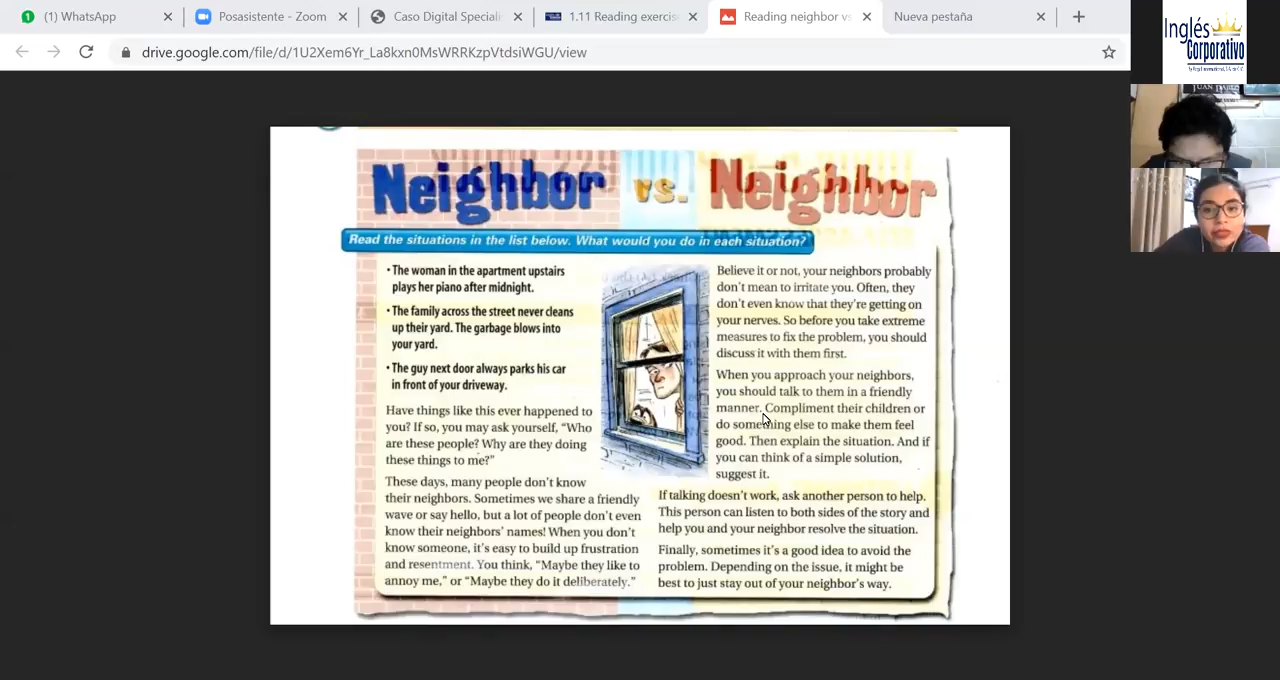 (1) WhatsApp
Posasistente - Zoom
Caso Digital Speciali
1.11 Reading exercis
Reading neighbor vs
Nueva pestaña
drive.google.com/file/d/1U2Xem6Yr_La8kxn0MsWRRKzpVtdsiWGU/view
Inglés
Corporativo
Neighbor vs. Neighbor
Read the situations in the list below. What would you do in each situation?
• The woman in the apartment upstairs
plays her piano after midnight.
• The family across the street never cleans
up their yard. The garbage blows into
your yard.
• The guy next door always parks his car
in front of your driveway.
Have things like this ever happened to
you? If so, you may ask yourself, “Who
are these people? Why are they doing
these things to me?”
These days, many people don’t know
their neighbors. Sometimes we share a friendly
wave or say hello, but a lot of people don’t even
know their neighbors’ names! When you don’t
know someone, it’s easy to build up frustration
and resentment. You think, “Maybe they like to
annoy me,” or “Maybe they do it deliberately.”
Believe it or not, your neighbors probably
don’t mean to irritate you. Often, they
don’t even know that they’re getting on
your nerves. So before you take extreme
measures to fix the problem, you should
discuss it with them first.
When you approach your neighbors,
you should talk to them in a friendly
manner. Compliment their children or
do something else to make them feel
good. Then explain the situation. And if
you can think of a simple solution,
suggest it.
If talking doesn’t work, ask another person to help.
This person can listen to both sides of the story and
help you and your neighbor resolve the situation.
Finally, sometimes it’s a good idea to avoid the
problem. Depending on the issue, it might be
best to just stay out of your neighbor’s way.